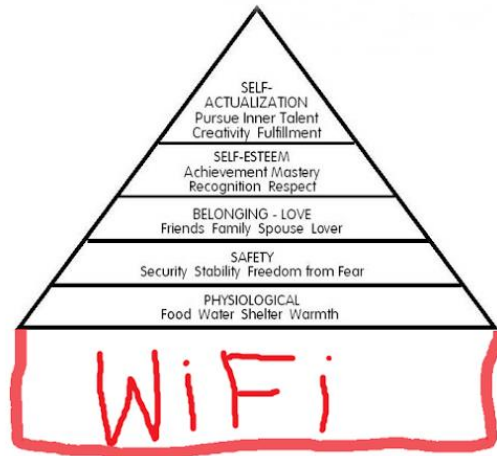 SELF-
ACTUALIZATION
Pursue Inner Talent
Creativity Fulfillment
SELF-ESTEEM
Achievement Mastery
Recognition Respect
BELONGING - LOVE
Friends Family Spouse Lover
SAFETY
Security Stability Freedom from Fear
PHYSIOLOGICAL
Food Water Shelter Warmth
WiFi